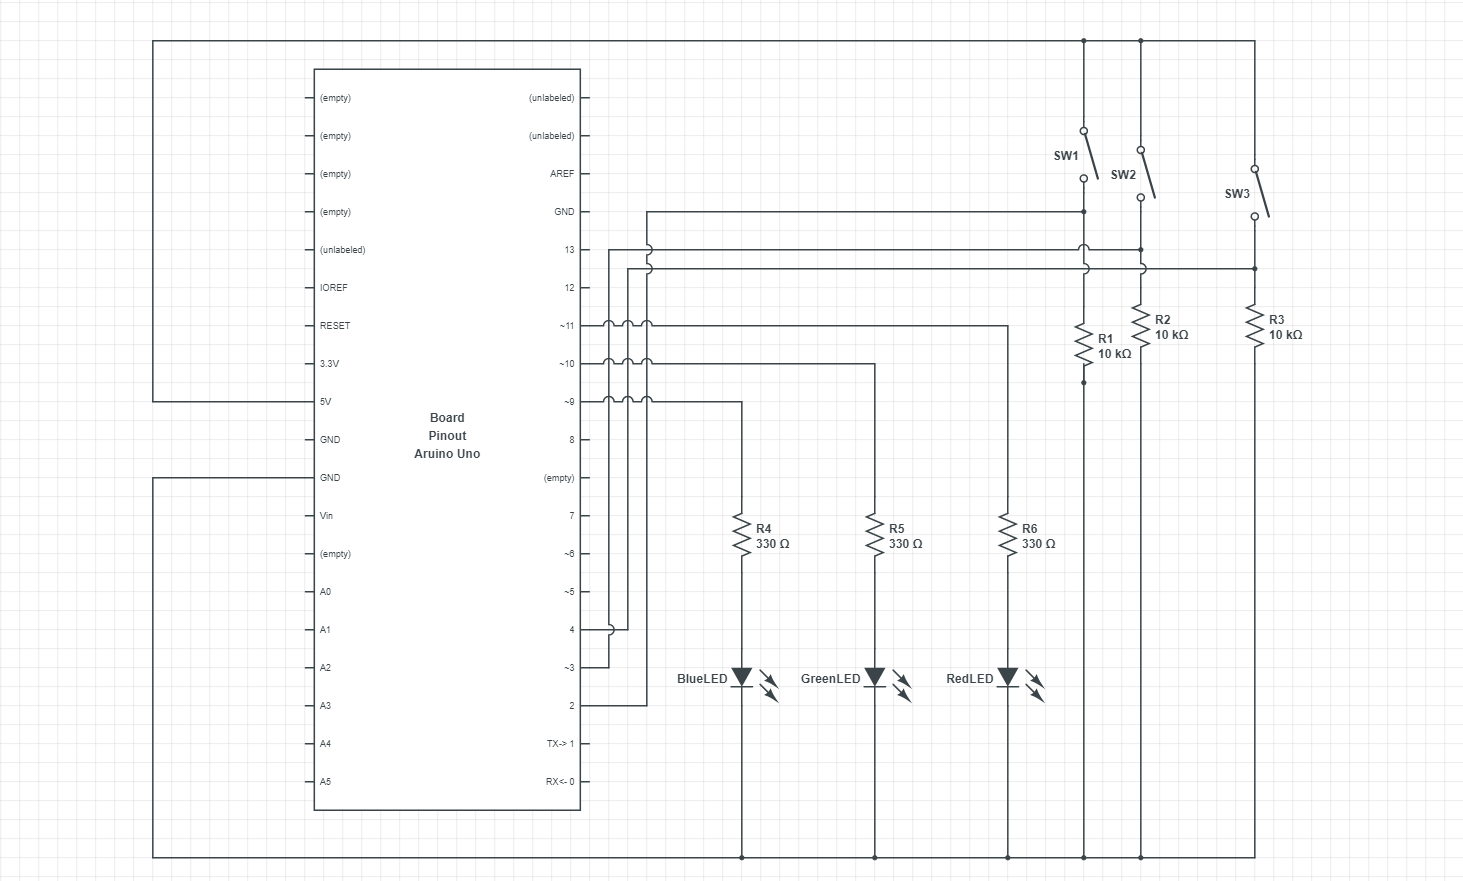 (empty)
(empty)
(empty)
(empty)
(unlabeled)
IOREF
RESET
3.3V
5V
GND
GND
Vin
(empty)
A0
A1
A2
A3
A4
A5
Board
Pinout
Aruino Uno
(unlabeled)
(unlabeled)
AREF
GND
13
12
~11
~10
~9
8
(empty)
7
~6
~5
4
~3
2
TX-> 1
RX<- 0
SW1
SW2
SW3
R1
10 kΩ
R2
10 kΩ
R3
10 kΩ
R4
330 Ω
R5
330 Ω
R6
330 Ω
BlueLED
GreenLED
RedLED